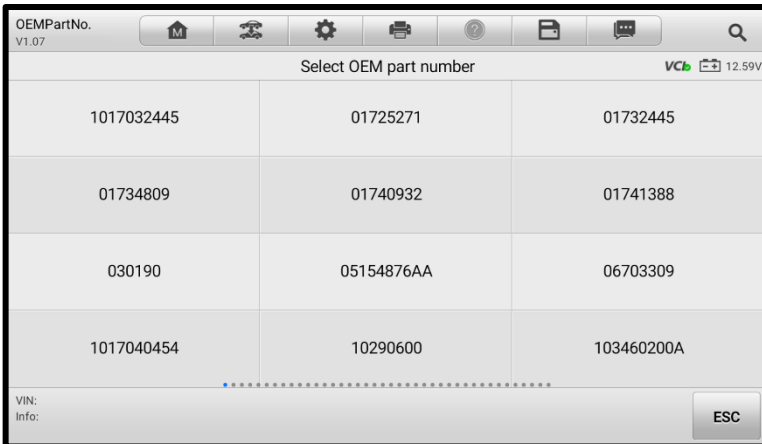 OEMPartNo.
V1.07
M
?
Select OEM part number
VCI
12.59V
1017032445 01725271 01732445
01734809 01740932 01741388
030190 05154876AA 06703309
1017040454 10290600 103460200A
VIN:
Info:
ESC